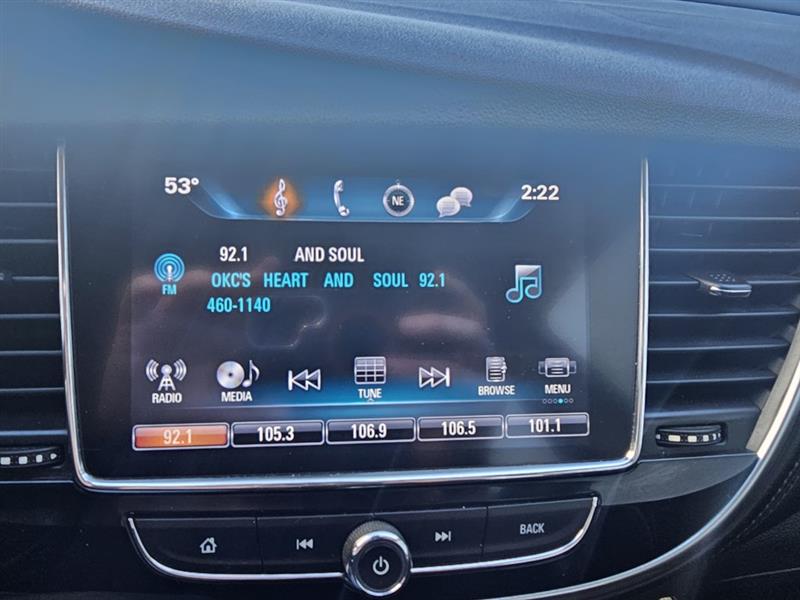 53° NE 2:22
92.1 AND SOUL
FM OKC'S HEART AND SOUL 92.1
460-1140
RADIO MEDIA TUNE BROWSE MENU
92.1 105.3 106.9 106.5 101.1
BACK